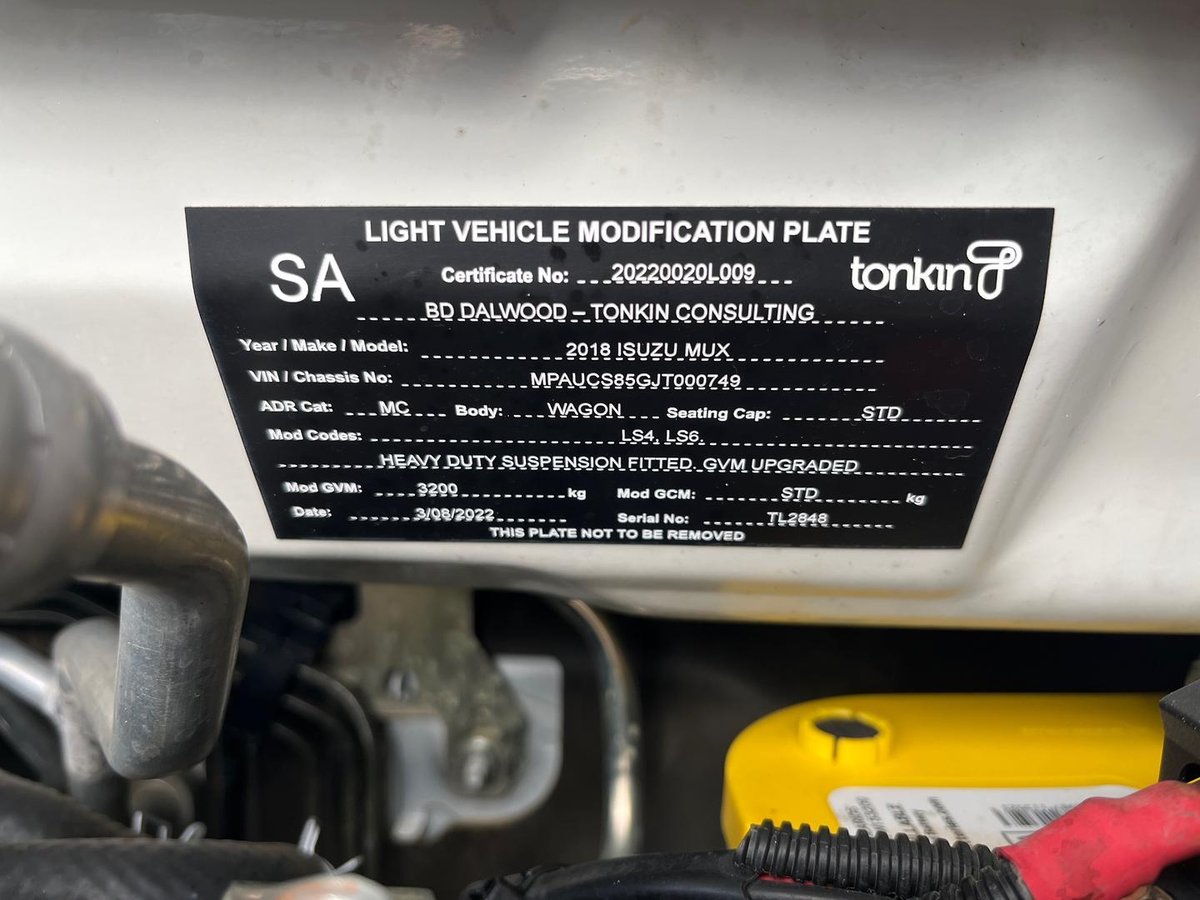 LIGHT VEHICLE MODIFICATION PLATE
SA Certificate No: 20220020L009 tonkin
BD DALWOOD – TONKIN CONSULTING
Year / Make / Model: 2018 ISUZU MUX
VIN / Chassis No: MPAUCS85GJT000749
ADR Cat: MC Body: WAGON Seating Cap: STD
Mod Codes: LS4, LS6.
HEAVY DUTY SUSPENSION FITTED. GVM UPGRADED
Mod GVM: 3200 kg Mod GCM: STD kg
Date: 3/08/2022 Serial No: TL2848
THIS PLATE NOT TO BE REMOVED